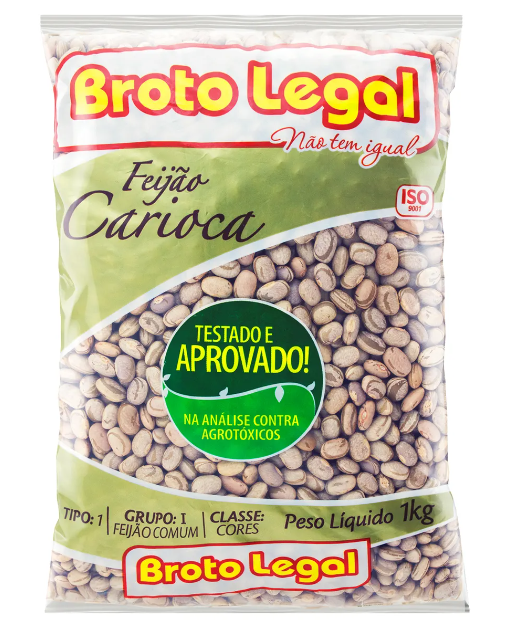 Broto Legal
Não tem igual
Feijão
Carioca
ISO
9001
TESTADO E
APROVADO!
NA ANÁLISE CONTRA
AGROTÓXICOS
TIPO: 1
GRUPO: I
FEIJÃO COMUM
CLASSE:
CORES
Peso Líquido 1kg
Broto Legal